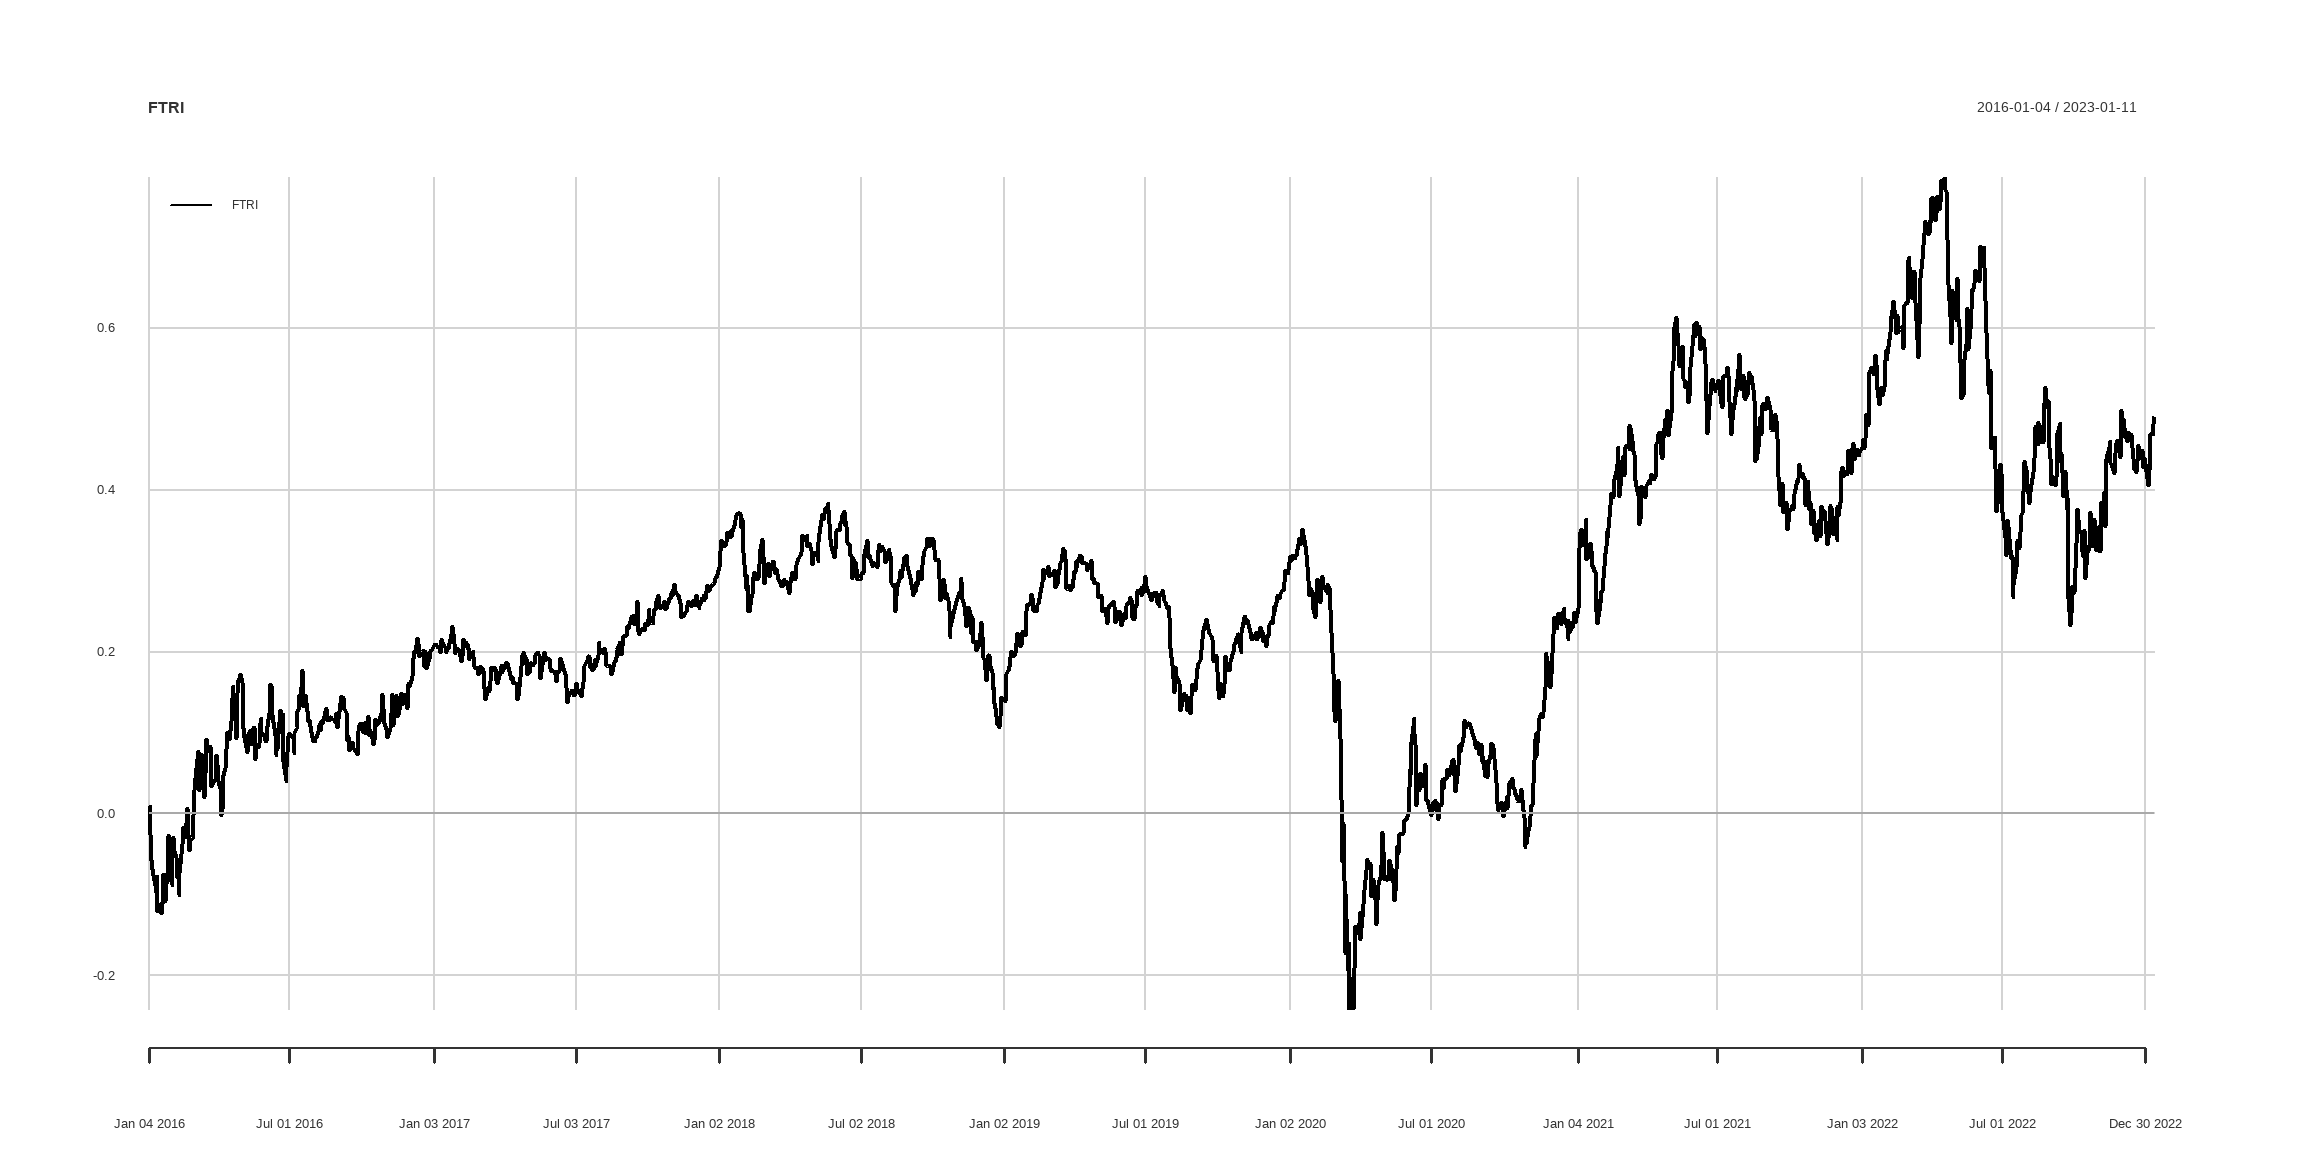 FTRI
2016-01-04 / 2023-01-11
FTRI
0.6
0.4
0.2
0.0
-0.2
Jan 04 2016
Jul 01 2016
Jan 03 2017
Jul 03 2017
Jan 02 2018
Jul 02 2018
Jan 02 2019
Jul 01 2019
Jan 02 2020
Jul 01 2020
Jan 04 2021
Jul 01 2021
Jan 03 2022
Jul 01 2022
Dec 30 2022